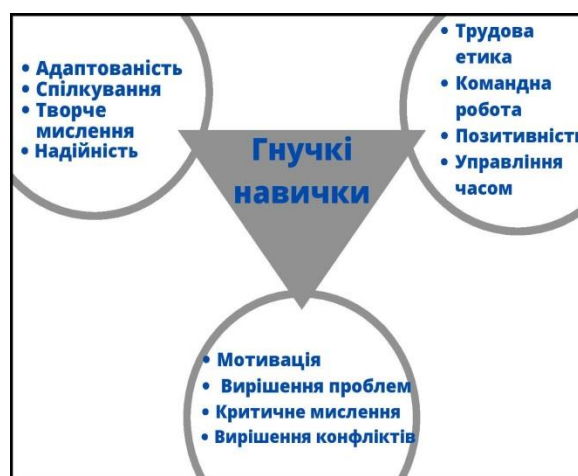 • Адаптованість
• Спілкування
• Творче
мислення
• Надійність
Гнучкі
навички
• Трудова
етика
• Командна
робота
• Позитивність
• Управління
часом
• Мотивація
• Вирішення проблем
• Критичне мислення
• Вирішення конфліктів